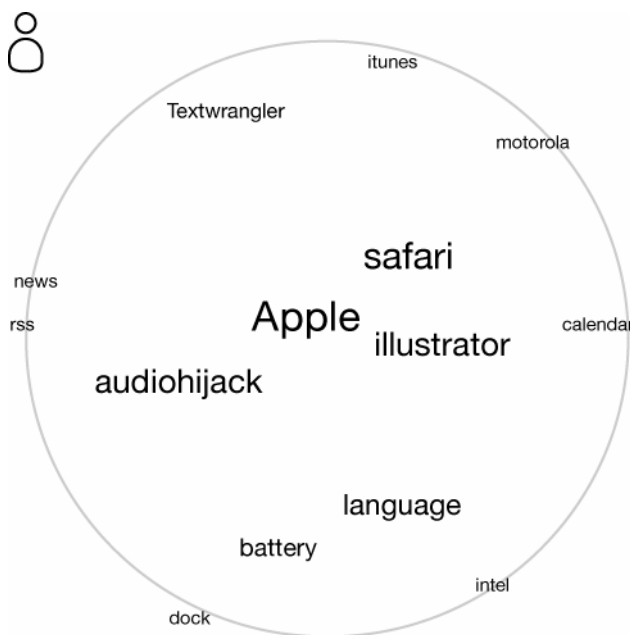 itunes
Textwrangler
motorola
safari
news
Apple
rss
calendar
illustrator
audiohijack
language
battery
intel
dock